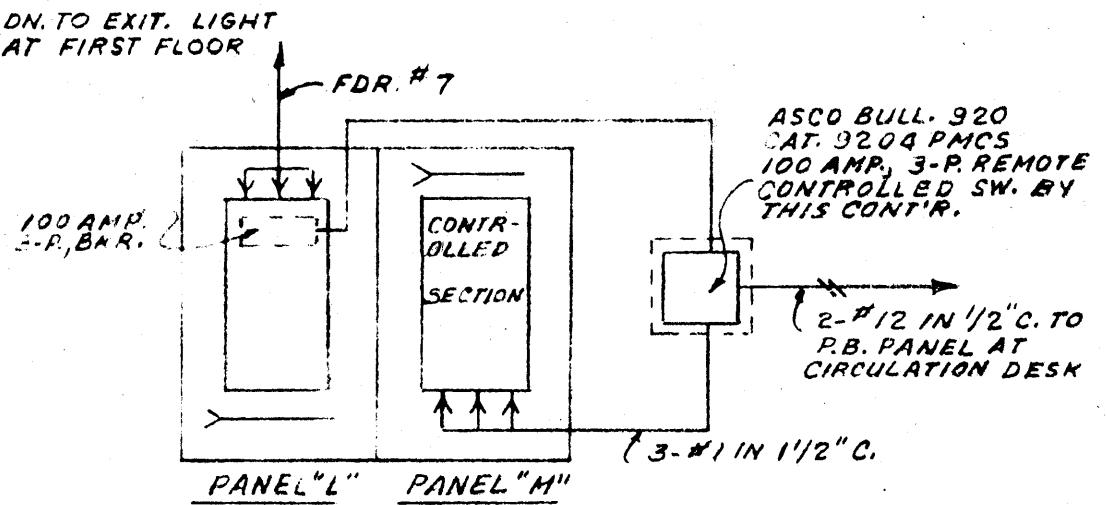 DN. TO EXIT. LIGHT
AT FIRST FLOOR
FDR. #7
ASCO BULL. 920
CAT. 9204 PMCS
100 AMP., 3-P. REMOTE
CONTROLLED SW. BY
THIS CONT'R.
100 AMP.
3-P., BKR.
CONTR-
OLLED
SECTION
2-#12 IN 1/2" C. TO
P.B. PANEL AT
CIRCULATION DESK
3-#1 IN 1 1/2" C.
PANEL "L"
PANEL "M"